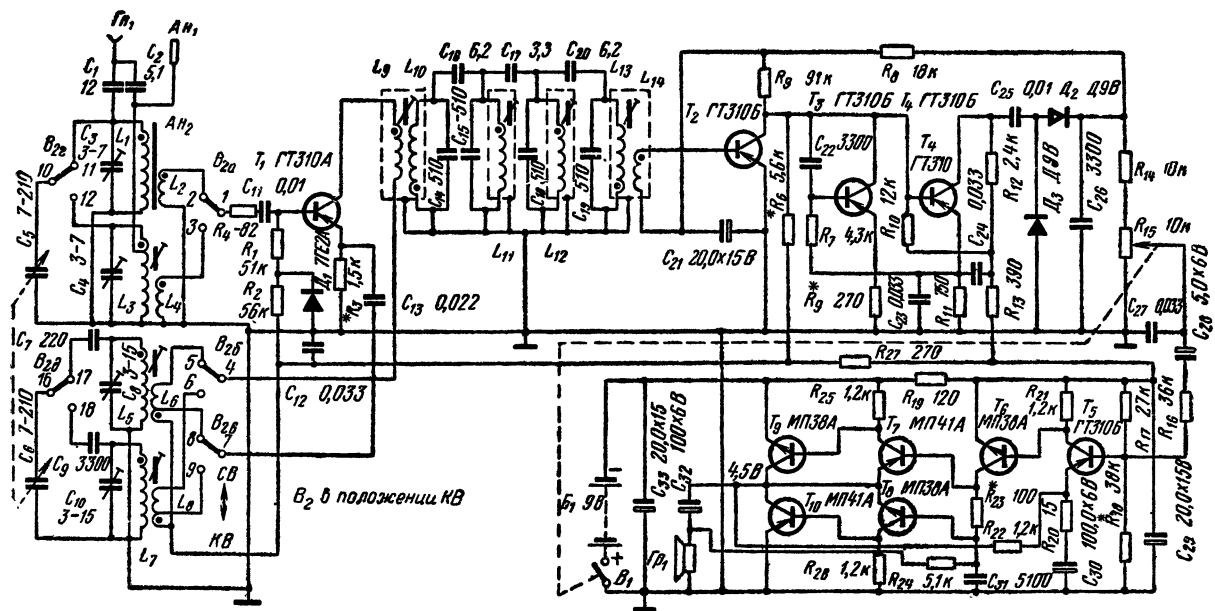 Гн₁
Ан₁
C₁
12
C₂
5,1
Ан₂
В₂г
C₃
3-7
10
11
12
L₁
L₂
В₂а
1
2
3
C₁₁
0,01
R₄-82
T₁ ГТ310А
7-210
C₅
C₄ 3-7
L₃
L₄
R₁
51к
R₂
56к
Д₁ 7ГЕ2А
*R₃ 1,5к
C₁₃ 0,022
C₁₂ 0,033
L₉
L₁₀
C₁₆ 6,2
C₁₇ 3,3
C₂₀ 6,2
L₁₃
L₁₄
C₁₄ 510
C₁₅-510
C₁₈ 510
C₁₉ 510
L₁₁
L₁₂
C₂₁ 20,0×15В
R₉ 91к
R₈ 18к
T₂ ГТ310Б
T₃ ГТ310Б
T₄ ГТ310Б
T₄
ГТ310
C₂₂ 3300
5,6к
*R₆
R₇ 4,3к
12к
R₁₀
R₉* 270
C₂₃ 0,033
R₁₁ 150
C₂₄ 0,033
R₁₃ 390
R₁₂ 2,4к
C₂₅ 0,01
Д₂ Д9В
Д₃ Д9В
C₂₆ 3300
R₁₄ 10к
R₁₅ 10к
C₂₇ 0,033
C₂₈ 5,0×6В
R₂₇ 270
C₇ 220
В₂д
16
17
18
C₆ 7-210
C₈ 5-15
L₅
L₆
C₉ 3300
C₁₀
3-15
L₇
L₈
В₂б
5
4
6
В₂в
8
7
9
СВ
КВ
В₂ в положении КВ
Б₁ 9В
В₁
C₃₃ 20,0×15
C₃₂ 100×6В
Гр₁
4,5В
R₂₅ 1,2к
R₁₉ 120
T₉ МП38А
T₇ МП41А
T₆ МП38А
R₂₁ 1,2к
T₅ ГТ310Б
T₁₀ МП41А
T₈ МП38А
R₂₃* 100
R₂₂ 1,2к
R₂₆ 1,2к
R₂₄ 5,1к
C₃₁ 5100
R₂₀ 15
C₃₀ 100,0×6В
R₁₇ 27к
R₁₆ 36к
R₁₈* 38к
C₂₉ 20,0×15В